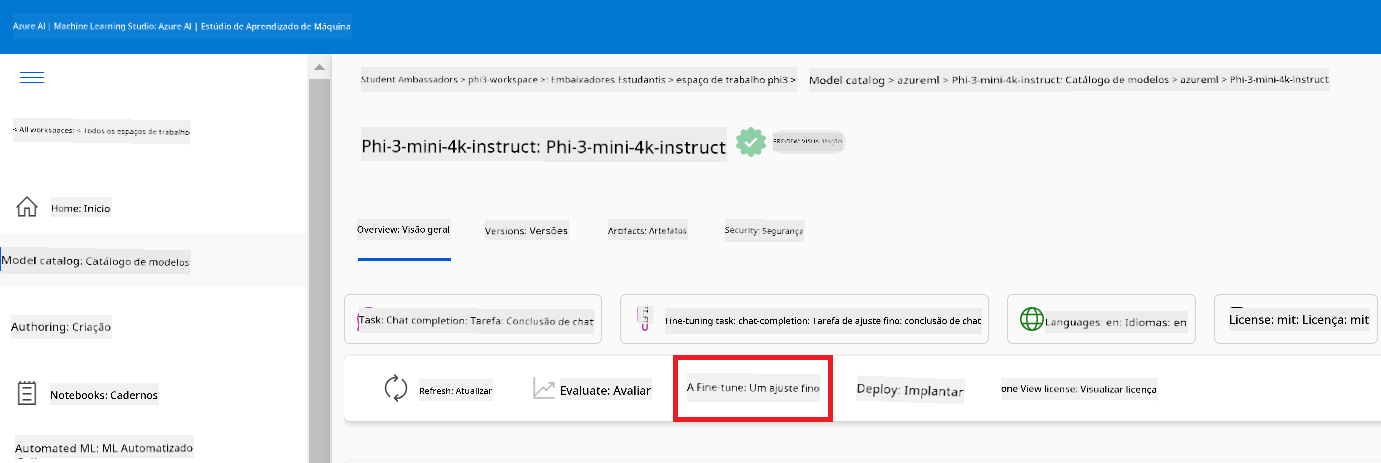 Azure AI | Machine Learning Studio: Azure AI | Estúdio de Aprendizado de Máquina
Student Ambassadors > phi3-workspace >: Embaixadores Estudantis > espaço de trabalho phi3 >
Model catalog > azureml > Phi-3-mini-4k-instruct: Catálogo de modelos > azureml > Phi-3-mini-4k-instruct
< All workspaces: < Todos os espaços de trabalho
Phi-3-mini-4k-instruct: Phi-3-mini-4k-instruct
Home: Início
Overview: Visão geral
Versions: Versões
Artifacts: Artefatos
Security: Segurança
Model catalog: Catálogo de modelos
Task: Chat completion: Tarefa: Conclusão de chat
Fine-tuning task: chat-completion: Tarefa de ajuste fino: conclusão de chat
Languages: en: Idiomas: en
License: mit: Licença: mit
Authoring: Criação
Refresh: Atualizar
Evaluate: Avaliar
A Fine-tune: Um ajuste fino
Deploy: Implantar
one View license: Visualizar licença
Notebooks: Cadernos
Automated ML: ML Automatizado